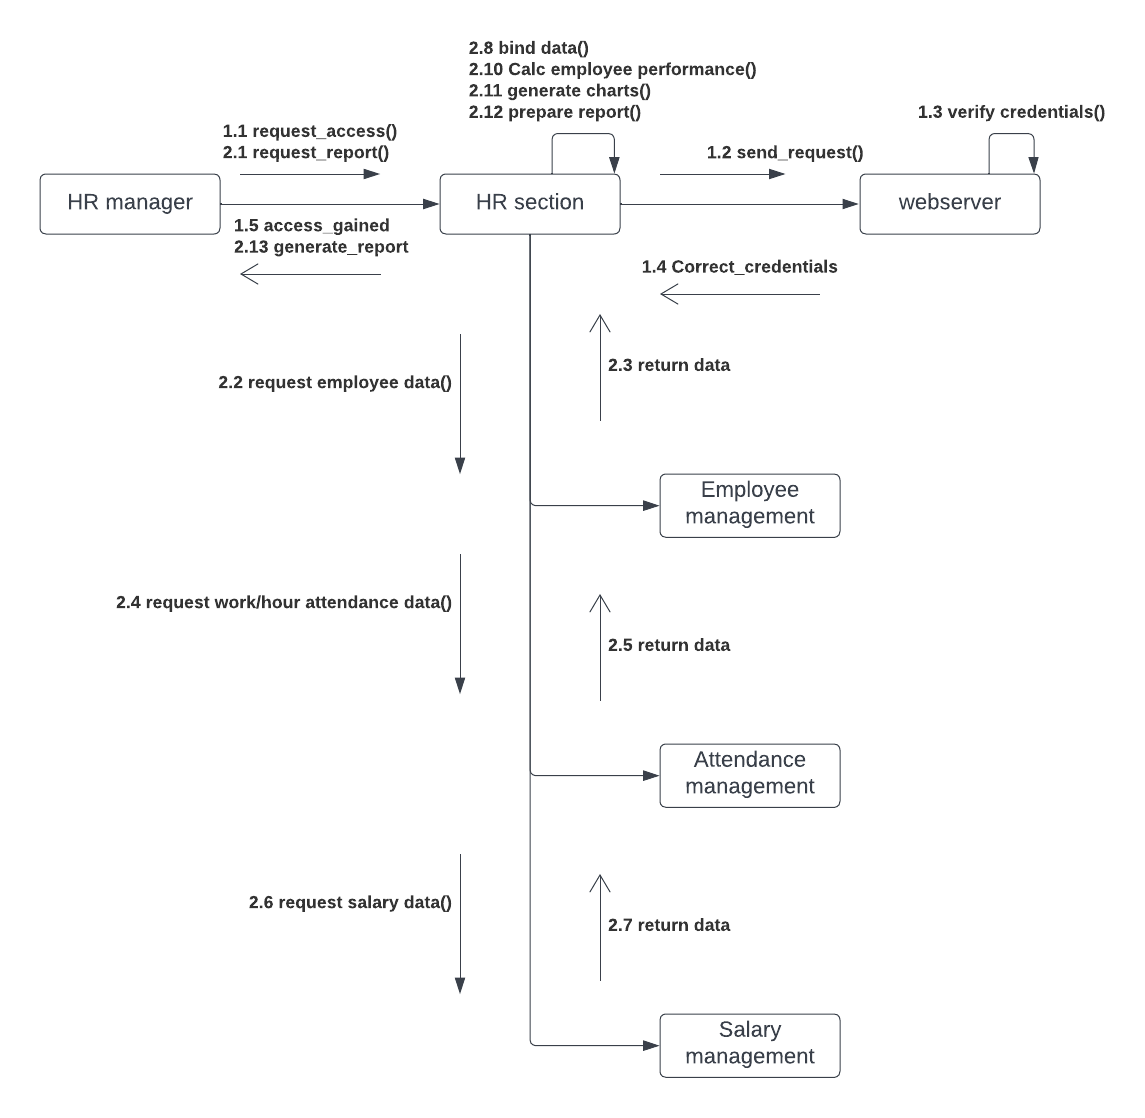 2.8 bind data()
2.10 Calc employee performance()
2.11 generate charts()
2.12 prepare report()
1.3 verify credentials()
1.1 request_access()
2.1 request_report()
1.2 send_request()
HR manager
HR section
webserver
1.5 access_gained
2.13 generate_report
1.4 Correct_credentials
2.3 return data
2.2 request employee data()
Employee
management
2.4 request work/hour attendance data()
2.5 return data
Attendance
management
2.6 request salary data()
2.7 return data
Salary
management